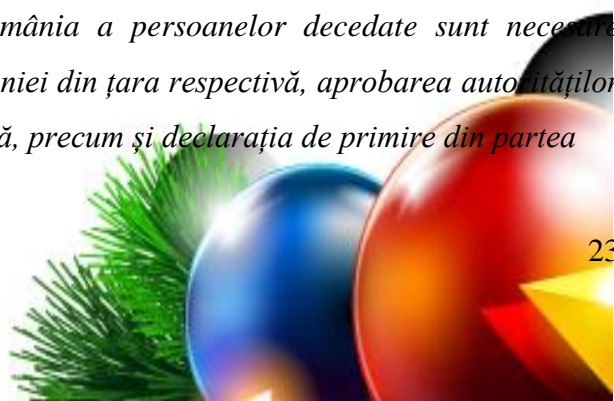 mânia a persoanelor decedate sunt necesare
niei din țara respectivă, aprobarea autorităților
ă, precum și declarația de primire din partea
23